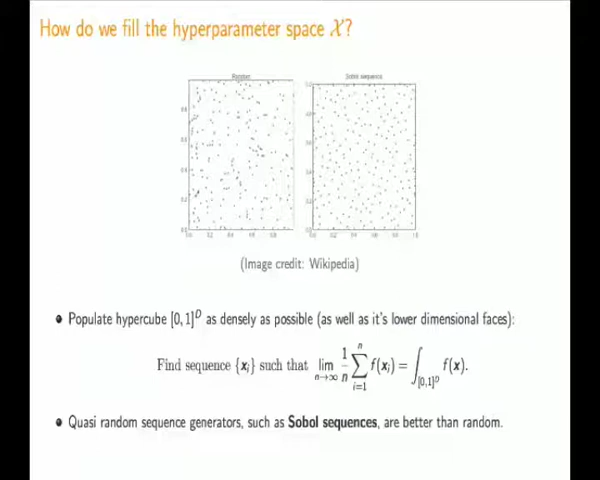 How do we fill the hyperparameter space 𝒳?
Random
Sobol sequence
(Image credit: Wikipedia)
• Populate hypercube [0, 1]^D as densely as possible (as well as it's lower dimensional faces):
Find sequence {x_i} such that lim_{n→∞} 1/n ∑_{i=1}^{n} f(x_i) = ∫_{[0,1]^D} f(x).
• Quasi random sequence generators, such as Sobol sequences, are better than random.